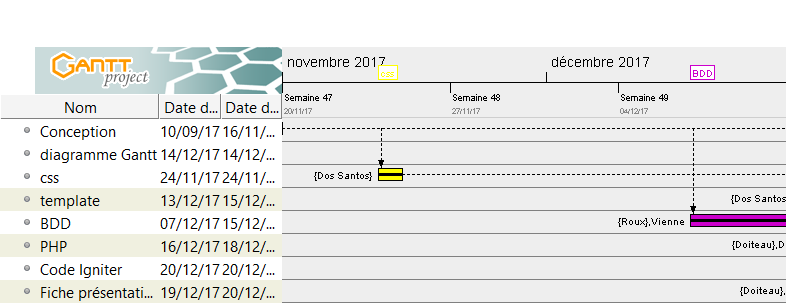 GANTT project
novembre 2017
décembre 2017
css
BDD
Semaine 47
Semaine 48
Semaine 49
20/11/17
27/11/17
04/12/17
Nom Date d... Date d...
Conception 10/09/17 16/11/...
diagramme Gantt 14/12/17 14/12/...
css 24/11/17 24/11/... {Dos Santos}
template 13/12/17 15/12/... {Dos Santos
BDD 07/12/17 15/12/... {Roux},Vienne
PHP 16/12/17 18/12/... {Doiteau},D
Code Igniter 20/12/17 20/12/...
Fiche présentati... 19/12/17 20/12/... {Doiteau},